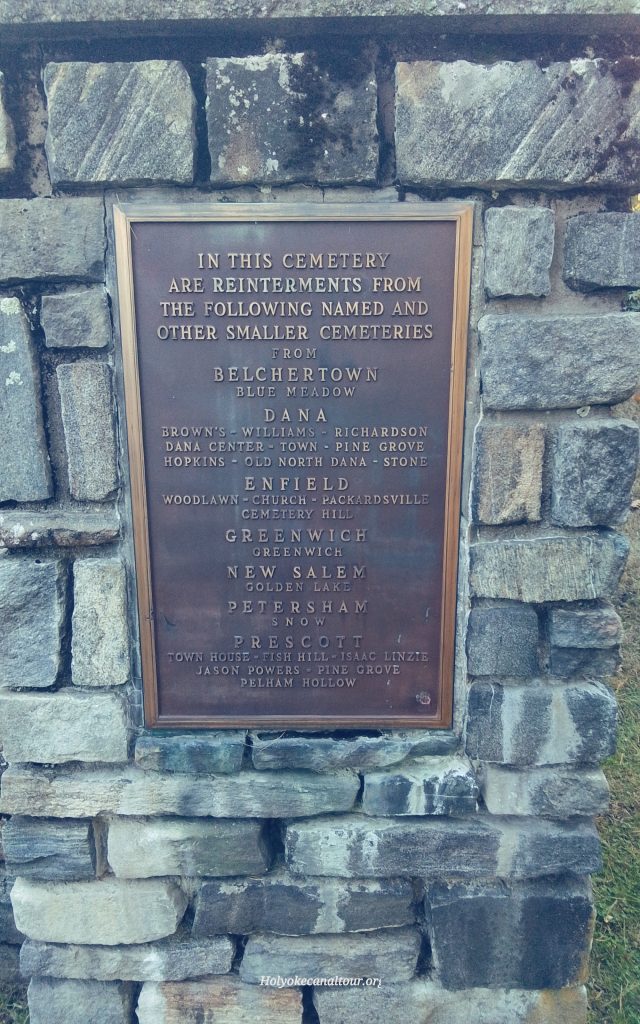 IN THIS CEMETERY
ARE REINTERMENTS FROM
THE FOLLOWING NAMED AND
OTHER SMALLER CEMETERIES
FROM
BELCHERTOWN
BLUE MEADOW
DANA
BROWN'S - WILLIAMS - RICHARDSON
DANA CENTER - TOWN - PINE GROVE
HOPKINS - OLD NORTH DANA - STONE
ENFIELD
WOODLAWN - CHURCH - PACKARDSVILLE
CEMETERY HILL
GREENWICH
GREENWICH
NEW SALEM
GOLDEN LAKE
PETERSHAM
SNOW
PRESCOTT
TOWN HOUSE - FISH HILL - ISAAC LINZIE
JASON POWERS - PINE GROVE
PELHAM HOLLOW
Holyokecanaltour.org